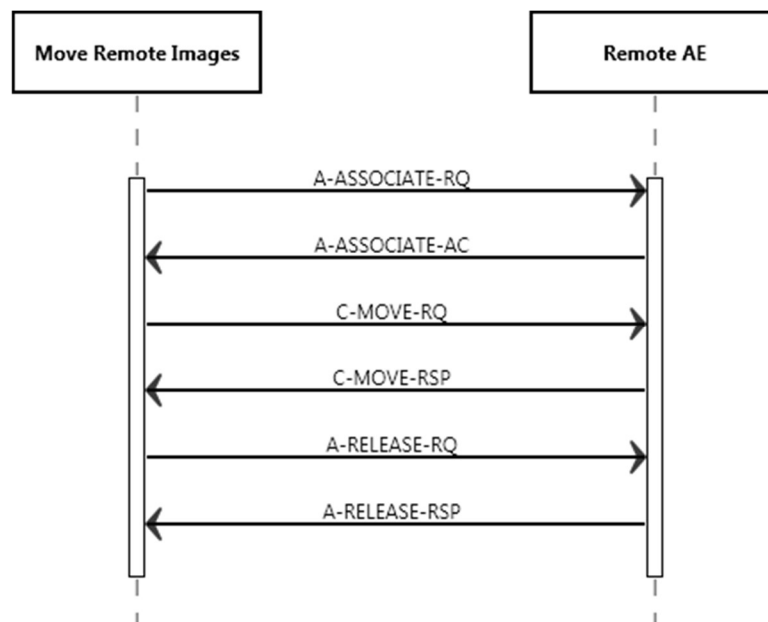 Move Remote Images
Remote AE
A-ASSOCIATE-RQ
A-ASSOCIATE-AC
C-MOVE-RQ
C-MOVE-RSP
A-RELEASE-RQ
A-RELEASE-RSP